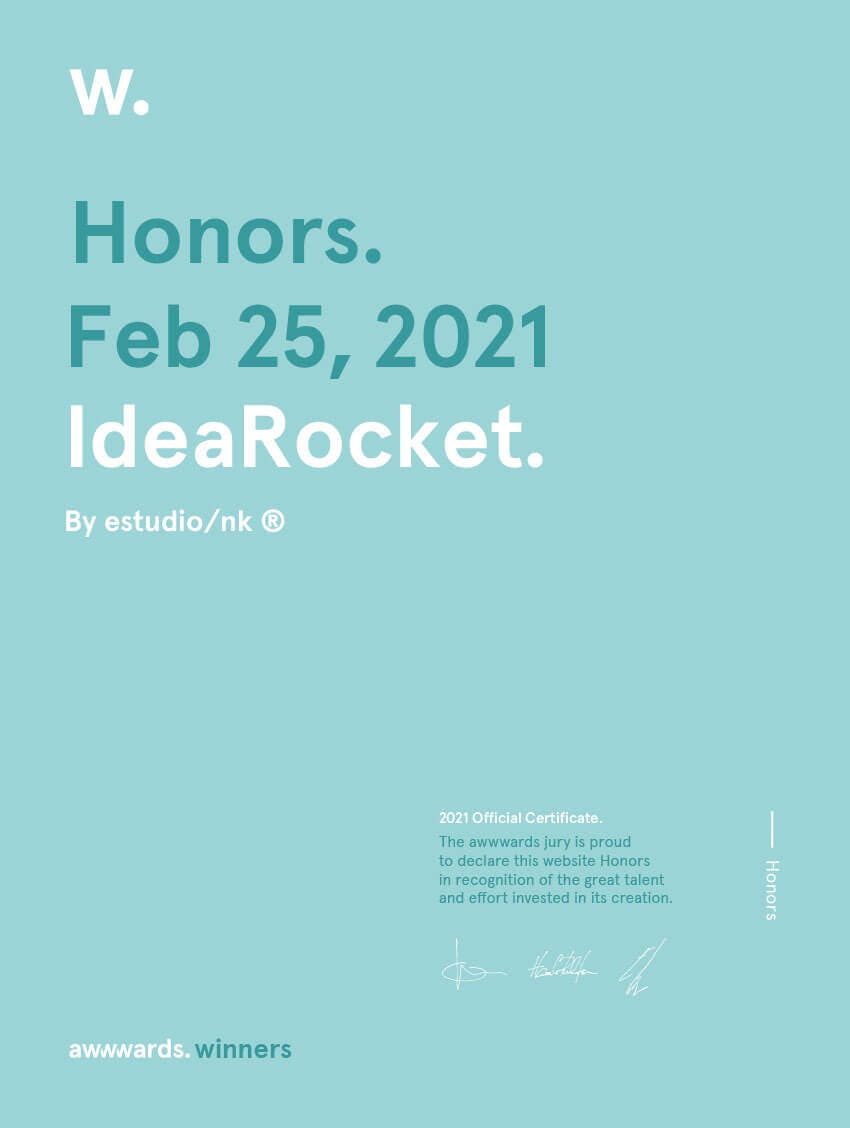 w.
Honors.
Feb 25, 2021
IdeaRocket.
By estudio/nk ®
2021 Official Certificate.
The awwwards jury is proud
to declare this website Honors
in recognition of the great talent
and effort invested in its creation.
Honors
awwwards. winners